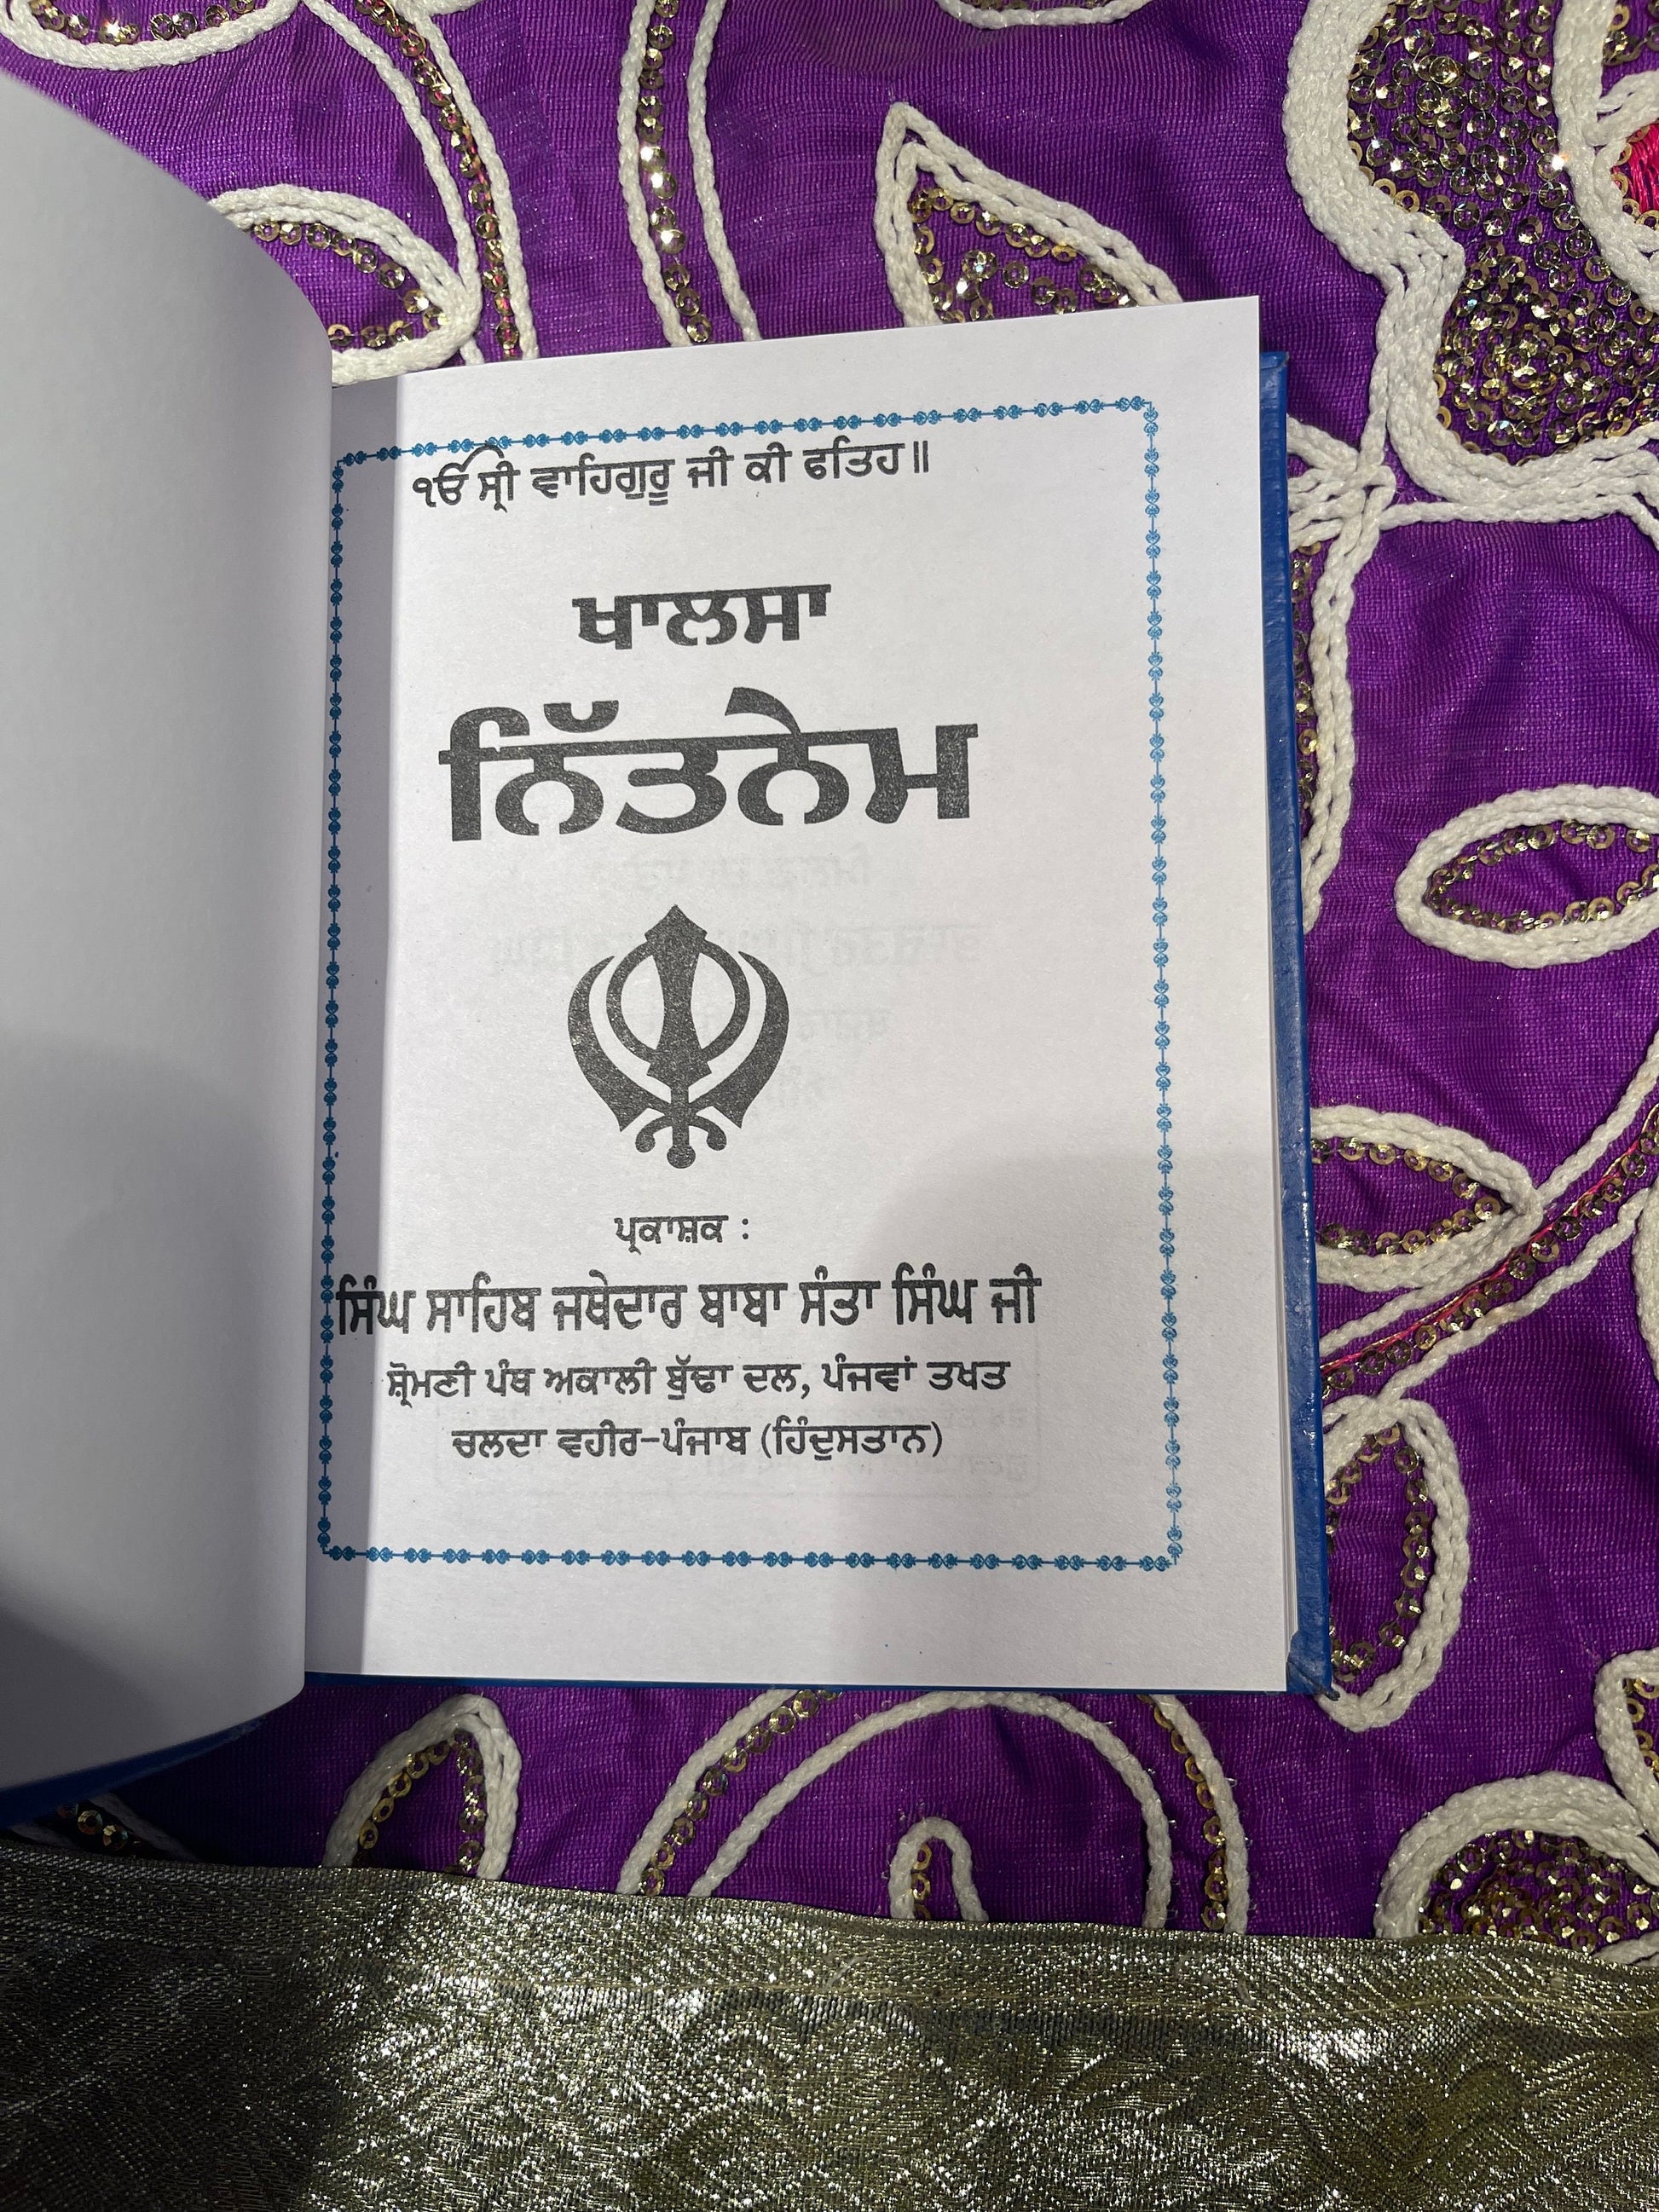 ੴ ਸ੍ਰੀ ਵਾਹਿਗੁਰੂ ਜੀ ਕੀ ਫਤਿਹ॥
ਖਾਲਸਾ
ਨਿੱਤਨੇਮ
ਪ੍ਰਕਾਸ਼ਕ :
ਸਿੰਘ ਸਾਹਿਬ ਜਥੇਦਾਰ ਬਾਬਾ ਸੰਤਾ ਸਿੰਘ ਜੀ
ਸ਼੍ਰੋਮਣੀ ਪੰਥ ਅਕਾਲੀ ਬੁੱਢਾ ਦਲ, ਪੰਜਵਾਂ ਤਖਤ
ਚਲਦਾ ਵਹੀਰ-ਪੰਜਾਬ (ਹਿੰਦੁਸਤਾਨ)